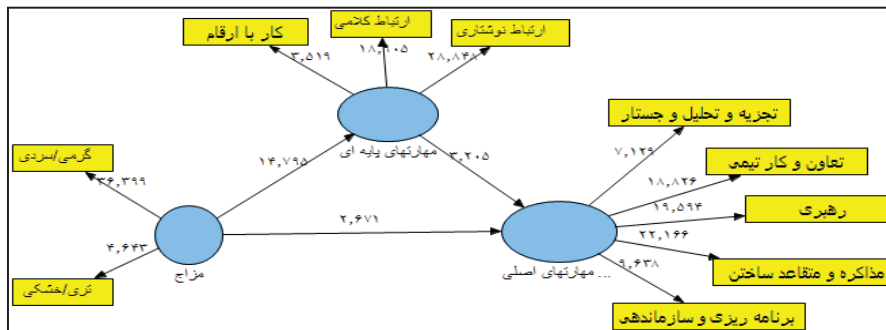 کار با ارقام
ارتباط کلامی
ارتباط نوشتاری
۳,۵۱۹
۱۸,۱۰۵
۲۸,۸۴۸
مهارتهای پایه ای
تجزیه و تحلیل و جستار
۷,۱۲۹
گرمی/سردی
۳۶,۳۹۹
۱۴,۷۹۵
۳,۲۰۵
تعاون و کار تیمی
۱۸,۸۲۶
رهبری
۱۹,۵۹۴
۲,۶۷۱
۴,۶۴۳
مزاج
تری/خشکی
مهارتهای اصلی ...
۲۲,۱۶۶
مذاکره و متقاعد ساختن
۹,۶۳۸
برنامه ریزی و سازماندهی